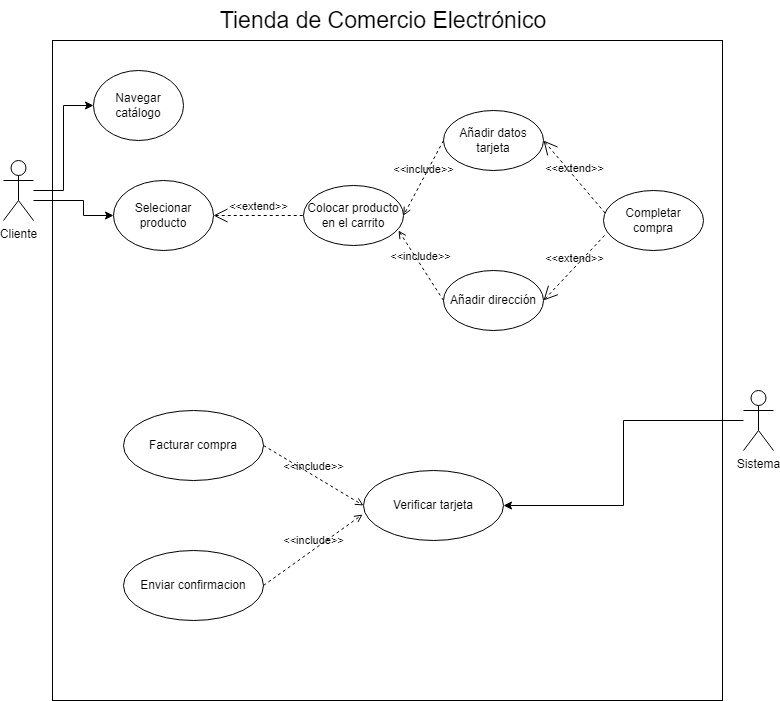 Tienda de Comercio Electrónico
Navegar
catálogo
Cliente
Selecionar
producto
<<extend>>
Colocar producto
en el carrito
<<include>>
<<include>>
Añadir datos
tarjeta
Añadir dirección
<<extend>>
<<extend>>
Completar
compra
Facturar compra
<<include>>
Verificar tarjeta
Sistema
<<include>>
Enviar confirmacion